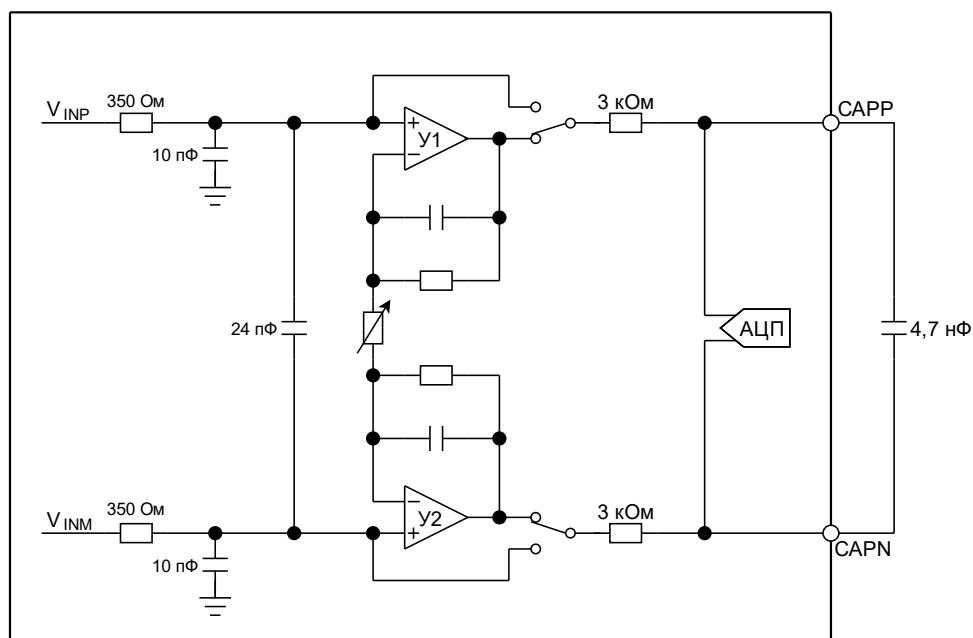 V INP
350 Ом
10 пФ
+
У1
−
3 кОм
CAPP
24 пФ
АЦП
4,7 нФ
V INM
350 Ом
10 пФ
−
У2
+
3 кОм
CAPN